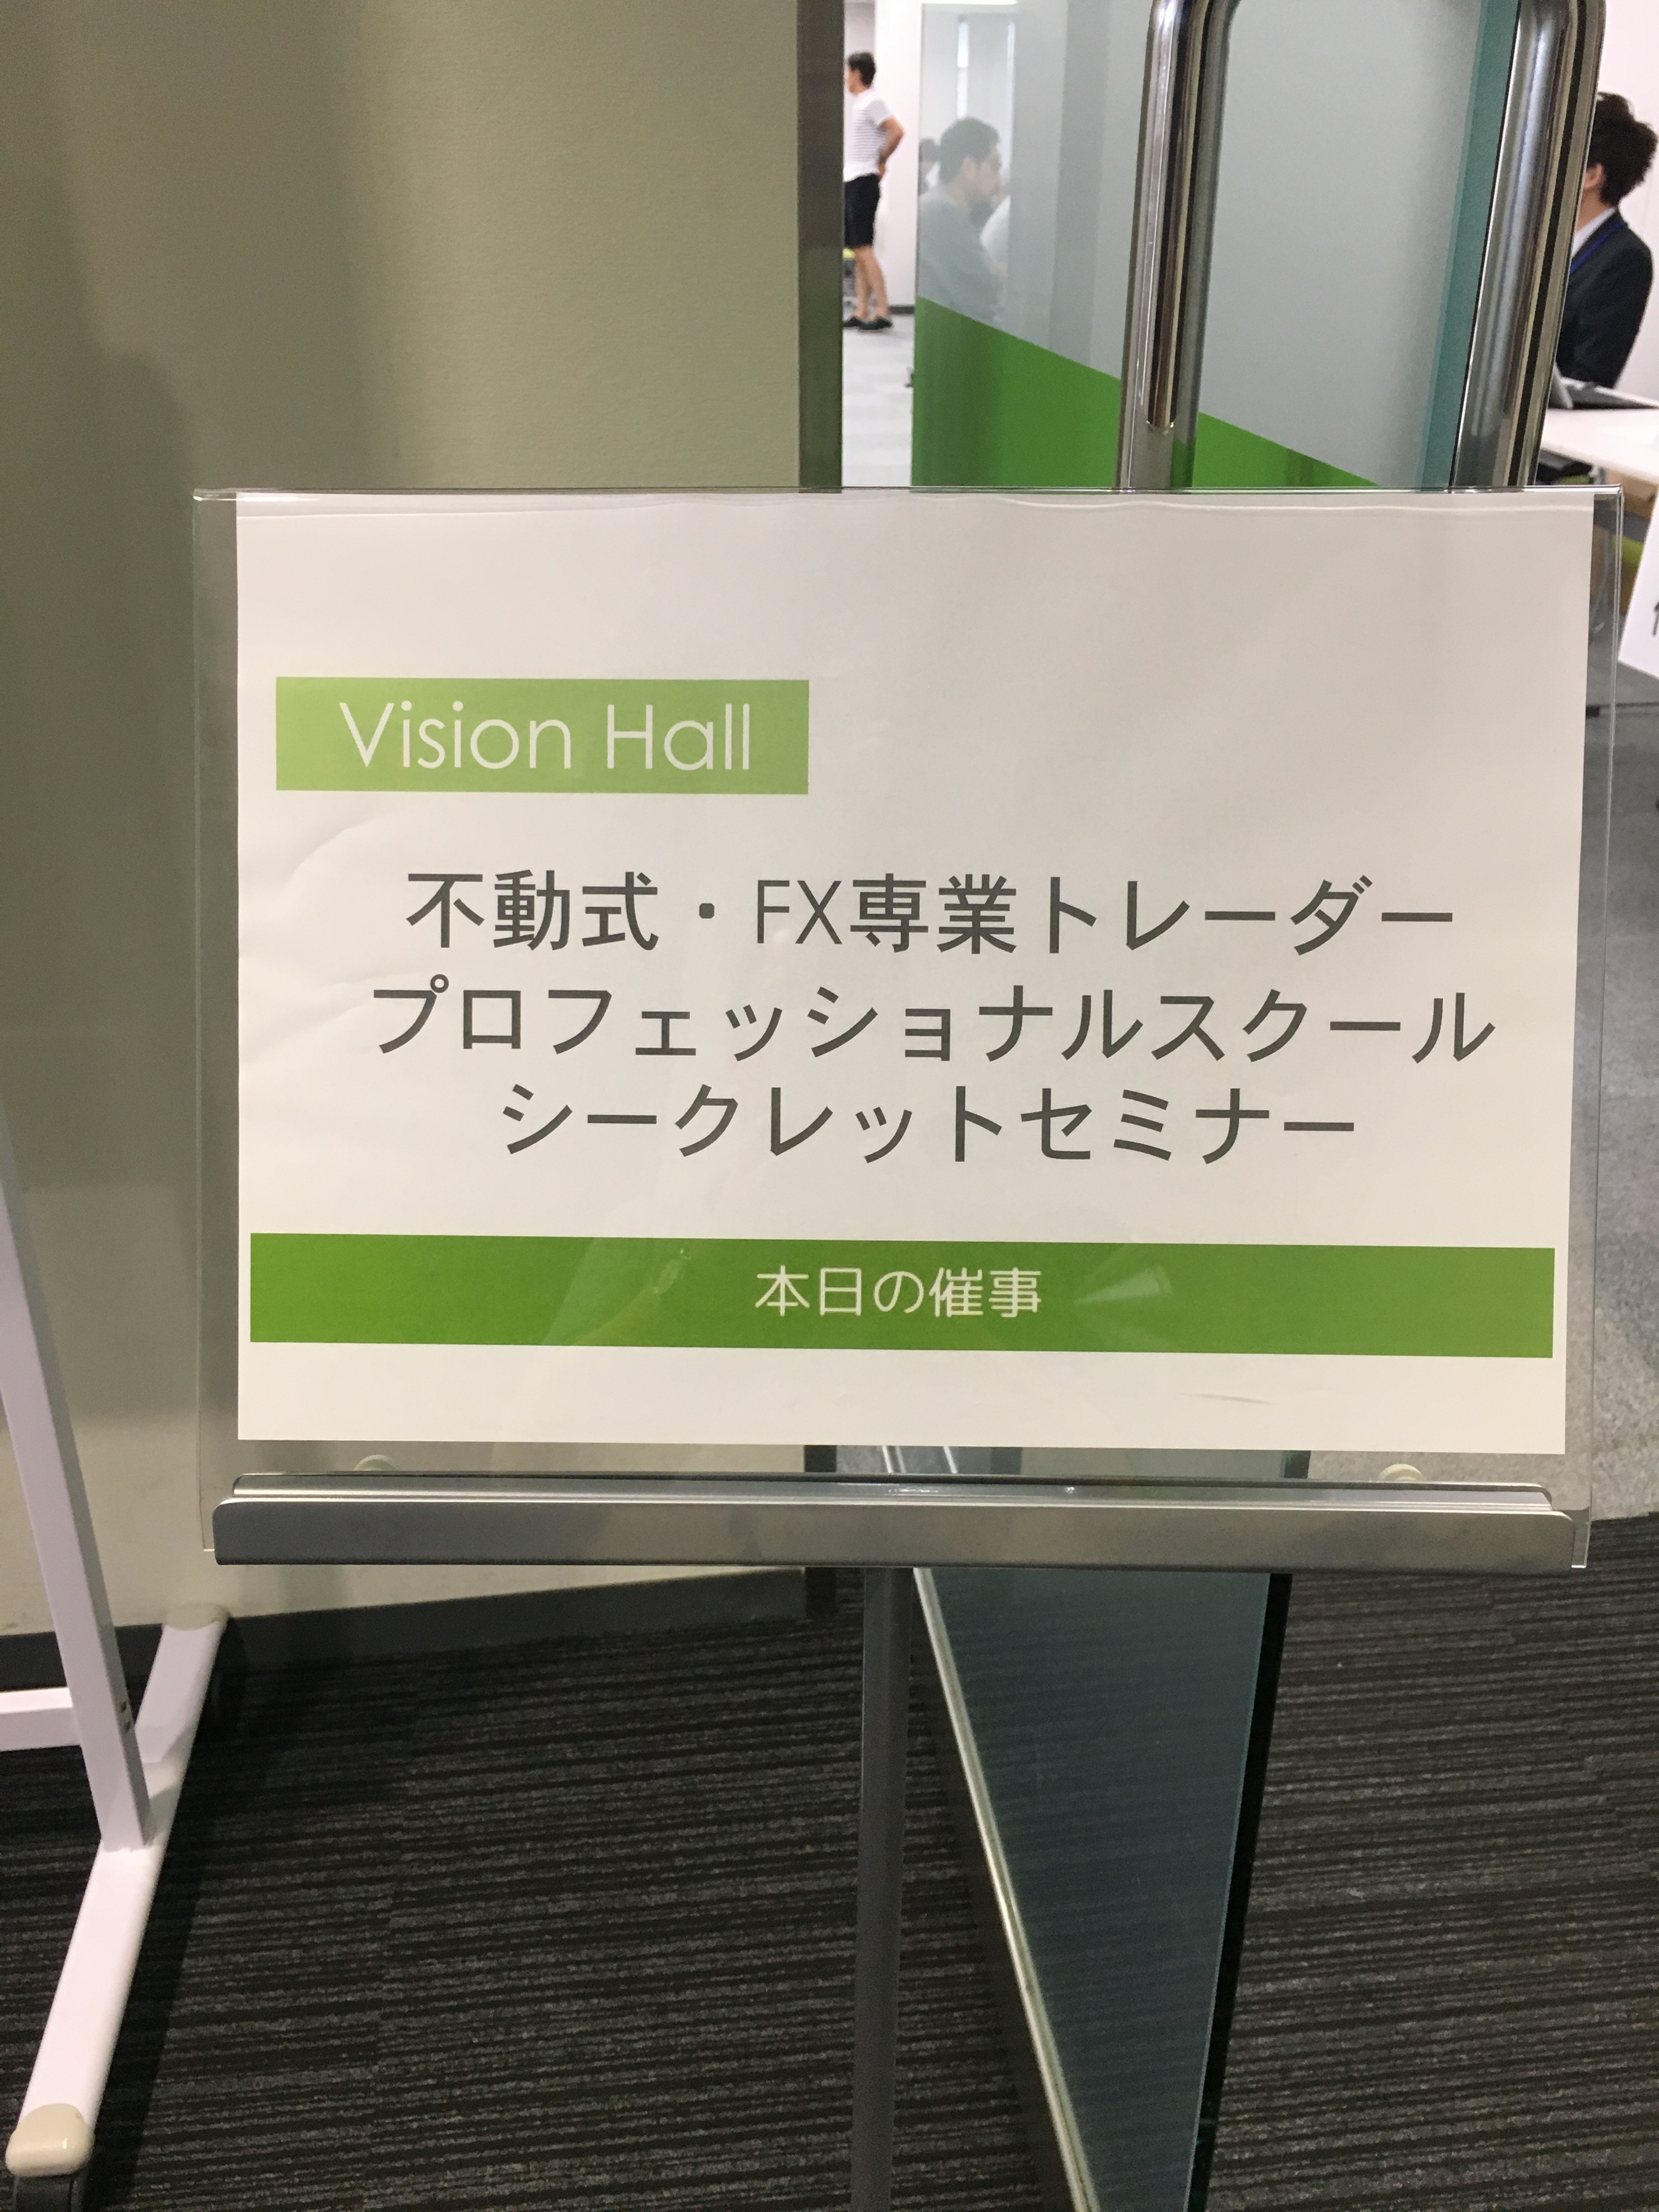 Vision Hall
不動式・FX専業トレーダー
プロフェッショナルスクール
シークレットセミナー
本日の催事